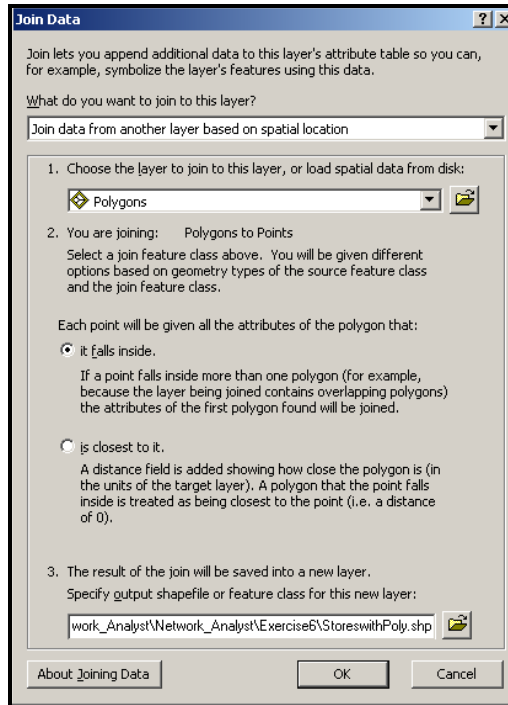 Join Data
Join lets you append additional data to this layer's attribute table so you can,
for example, symbolize the layer's features using this data.
What do you want to join to this layer?
Join data from another layer based on spatial location
1. Choose the layer to join to this layer, or load spatial data from disk:
Polygons
2. You are joining: Polygons to Points
Select a join feature class above. You will be given different
options based on geometry types of the source feature class
and the join feature class.
Each point will be given all the attributes of the polygon that:
it falls inside.
If a point falls inside more than one polygon (for example,
because the layer being joined contains overlapping polygons)
the attributes of the first polygon found will be joined.
is closest to it.
A distance field is added showing how close the polygon is (in
the units of the target layer). A polygon that the point falls
inside is treated as being closest to the point (i.e. a distance
of 0).
3. The result of the join will be saved into a new layer.
Specify output shapefile or feature class for this new layer:
work_Analyst\Network_Analyst\Exercise6\StoreswithPoly.shp
About Joining Data OK Cancel